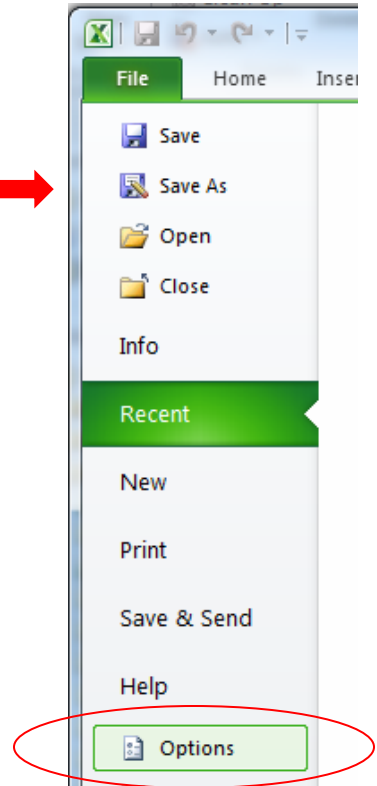 File Home Inser
Save
Save As
Open
Close
Info
Recent
New
Print
Save & Send
Help
Options